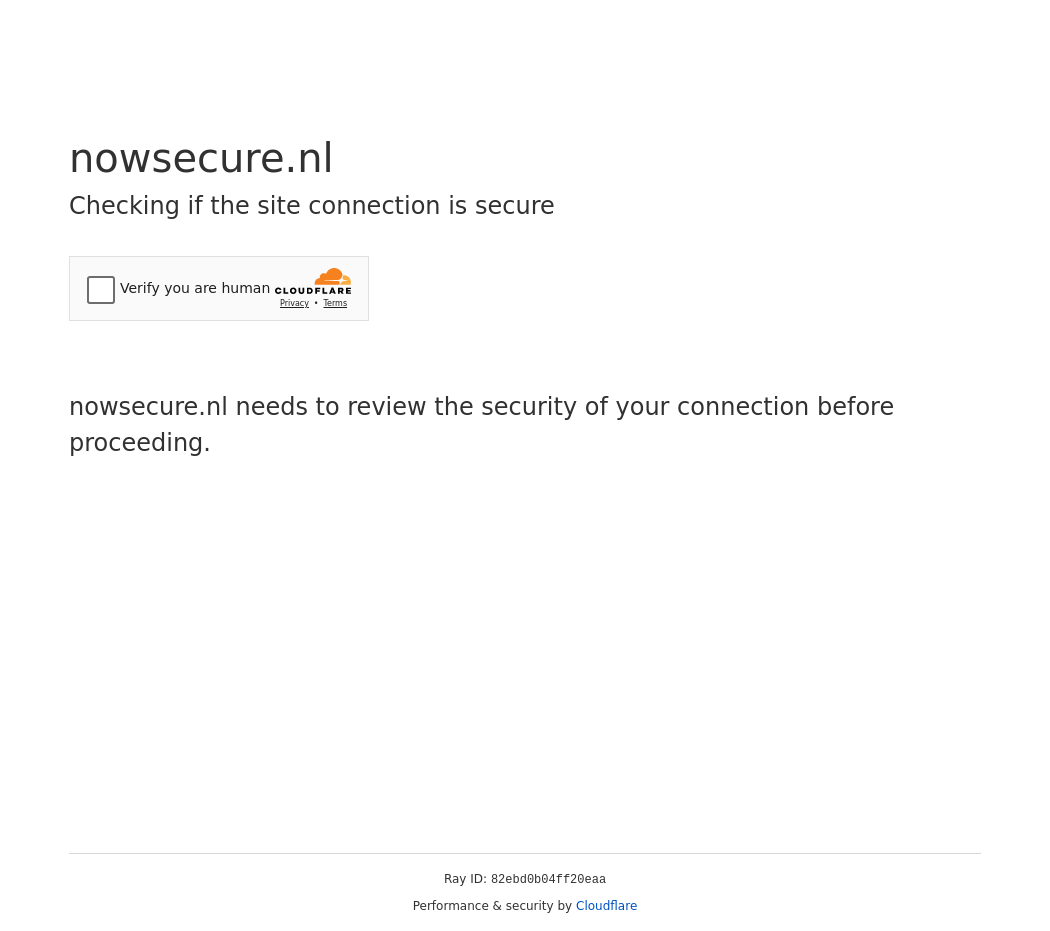 nowsecure.nl
Checking if the site connection is secure
Verify you are human
CLOUDFLARE
Privacy • Terms
nowsecure.nl needs to review the security of your connection before
proceeding.
Ray ID: 82ebd0b04ff20eaa
Performance & security by Cloudflare